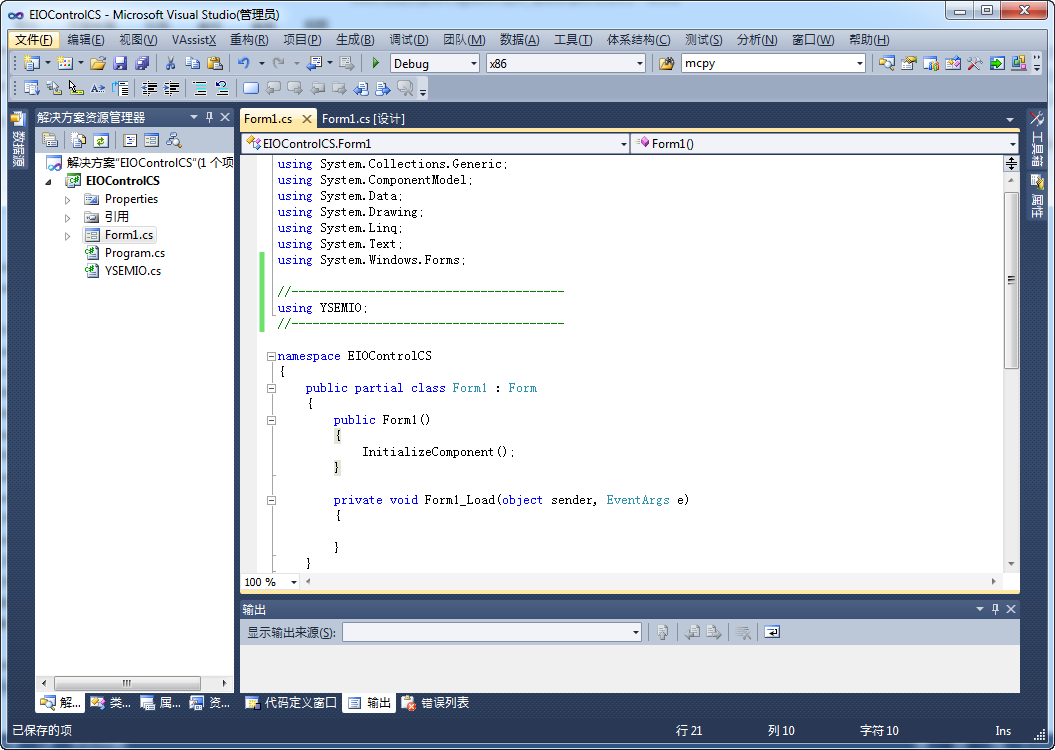 EIOControlCS - Microsoft Visual Studio(管理员)
文件(F) 编辑(E) 视图(V) VAssistX 重构(R) 项目(P) 生成(B) 调试(D) 团队(M) 数据(A) 工具(T) 体系结构(C) 测试(S) 分析(N) 窗口(W) 帮助(H)
Debug x86 mcpy
数据源
解决方案资源管理器
解决方案"EIOControlCS"(1 个项
EIOControlCS
Properties
引用
Form1.cs
Program.cs
YSEMIO.cs
Form1.cs Form1.cs [设计]
EIOControlCS.Form1 Form1()
using System.Collections.Generic;
using System.ComponentModel;
using System.Data;
using System.Drawing;
using System.Linq;
using System.Text;
using System.Windows.Forms;
//---------------------------------------
using YSEMIO;
//---------------------------------------
namespace EIOControlCS
{
public partial class Form1 : Form
{
public Form1()
{
InitializeComponent();
}
private void Form1_Load(object sender, EventArgs e)
{
}
}
100 %
工具箱
属性
输出
显示输出来源(S):
解... 类... 属... 资... 代码定义窗口 输出 错误列表
已保存的项 行 21 列 10 字符 10 Ins